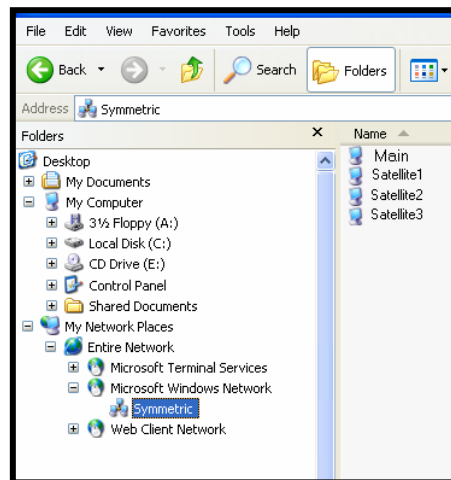 File Edit View Favorites Tools Help
Back Search Folders
Address Symmetric
Folders
Name
Desktop
My Documents
My Computer
3½ Floppy (A:)
Local Disk (C:)
CD Drive (E:)
Control Panel
Shared Documents
My Network Places
Entire Network
Microsoft Terminal Services
Microsoft Windows Network
Symmetric
Web Client Network
Main
Satellite1
Satellite2
Satellite3